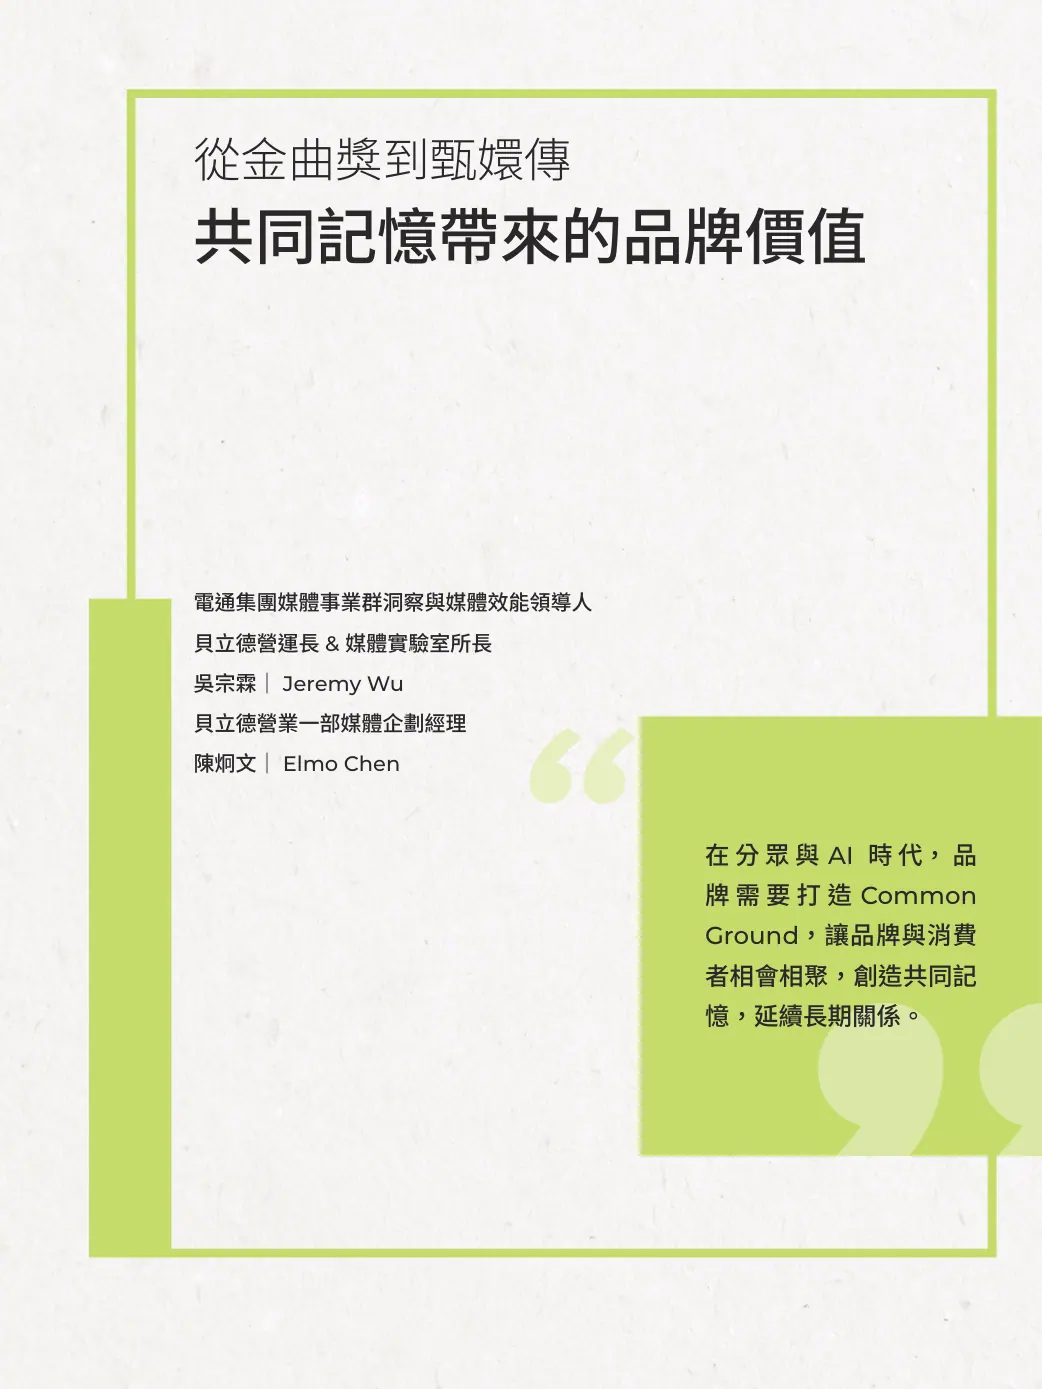 從金曲獎到甄嬛傳
共同記憶帶來的品牌價值
電通集團媒體事業群洞察與媒體效能領導人
貝立德營運長 & 媒體實驗室所長
吳宗霖｜ Jeremy Wu
貝立德營業一部媒體企劃經理
陳炯文｜ Elmo Chen
在分眾與 AI 時代，品
牌需要打造 Common
Ground，讓品牌與消費
者相會相聚，創造共同記
憶，延續長期關係。